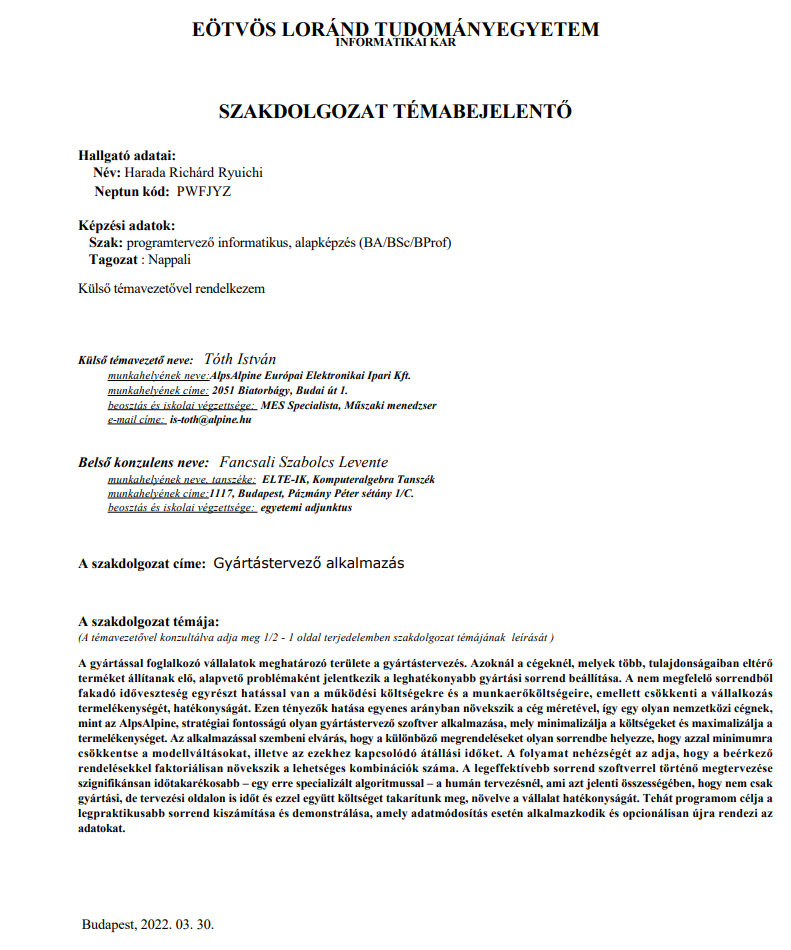 EÖTVÖS LORÁND TUDOMÁNYEGYETEM
INFORMATIKAI KAR
SZAKDOLGOZAT TÉMABEJELENTŐ
Hallgató adatai:
Név: Harada Richárd Ryuichi
Neptun kód: PWFJYZ
Képzési adatok:
Szak: programtervező informatikus, alapképzés (BA/BSc/BProf)
Tagozat : Nappali
Külső témavezetővel rendelkezem
Külső témavezető neve: Tóth István
munkahelyének neve:AlpsAlpine Európai Elektronikai Ipari Kft.
munkahelyének címe: 2051 Biatorbágy, Budai út 1.
beosztás és iskolai végzettsége: MES Specialista, Műszaki menedzser
e-mail címe: is-toth@alpine.hu
Belső konzulens neve: Fancsali Szabolcs Levente
munkahelyének neve, tanszéke: ELTE-IK, Komputeralgebra Tanszék
munkahelyének címe:1117, Budapest, Pázmány Péter sétány 1/C.
beosztás és iskolai végzettsége: egyetemi adjunktus
A szakdolgozat címe: Gyártástervező alkalmazás
A szakdolgozat témája:
(A témavezetővel konzultálva adja meg 1/2 - 1 oldal terjedelemben szakdolgozat témájának leírását )
A gyártással foglalkozó vállalatok meghatározó területe a gyártástervezés. Azoknál a cégeknél, melyek több, tulajdonságaiban eltérő
terméket állítanak elő, alapvető problémaként jelentkezik a leghatékonyabb gyártási sorrend beállítása. A nem megfelelő sorrendből
fakadó időveszteség egyrészt hatással van a működési költségekre és a munkaerőköltségeire, emellett csökkenti a vállalkozás
termelékenységét, hatékonyságát. Ezen tényezők hatása egyenes arányban növekszik a cég méretével, így egy olyan nemzetközi cégnek,
mint az AlpsAlpine, stratégiai fontosságú olyan gyártástervező szoftver alkalmazása, mely minimalizálja a költségeket és maximalizálja a
termelékenységet. Az alkalmazással szembeni elvárás, hogy a különböző megrendeléseket olyan sorrendbe helyezze, hogy azzal minimumra
csökkentse a modellváltásokat, illetve az ezekhez kapcsolódó átállási időket. A folyamat nehézségét az adja, hogy a beérkező
rendelésekkel faktoriálisan növekszik a lehetséges kombinációk száma. A legeffektívebb sorrend szoftverrel történő megtervezése
szignifikánsan időtakarékosabb – egy erre specializált algoritmussal – a humán tervezésnél, ami azt jelenti összességében, hogy nem csak
gyártási, de tervezési oldalon is időt és ezzel együtt költséget takarítunk meg, növelve a vállalat hatékonyságát. Tehát programom célja a
legpraktikusabb sorrend kiszámítása és demonstrálása, amely adatmódosítás esetén alkalmazkodik és opcionálisan újra rendezi az
adatokat.
Budapest, 2022. 03. 30.